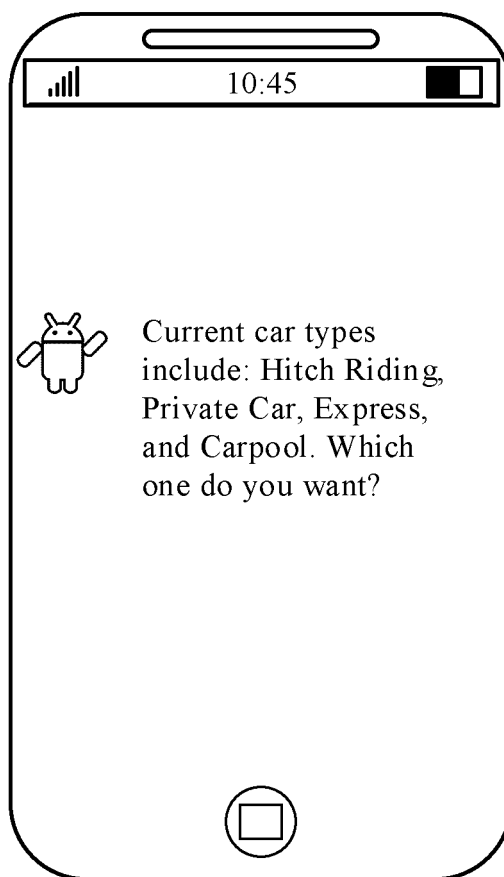 10:45
Current car types
include: Hitch Riding,
Private Car, Express,
and Carpool. Which
one do you want?